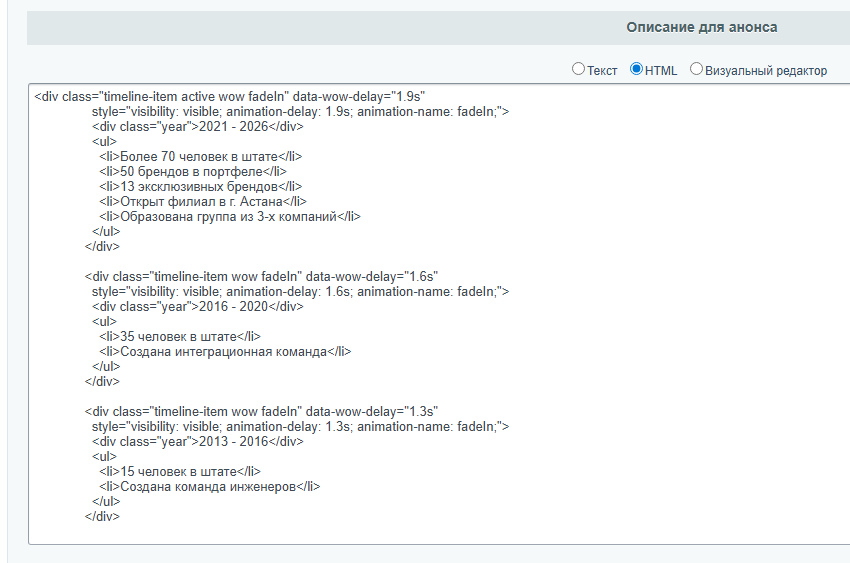 Описание для анонса
Текст HTML Визуальный редактор
<div class="timeline-item active wow fadeIn" data-wow-delay="1.9s"
style="visibility: visible; animation-delay: 1.9s; animation-name: fadeIn;">
<div class="year">2021 - 2026</div>
<ul>
<li>Более 70 человек в штате</li>
<li>50 брендов в портфеле</li>
<li>13 эксклюзивных брендов</li>
<li>Открыт филиал в г. Астана</li>
<li>Образована группа из 3-х компаний</li>
</ul>
</div>
<div class="timeline-item wow fadeIn" data-wow-delay="1.6s"
style="visibility: visible; animation-delay: 1.6s; animation-name: fadeIn;">
<div class="year">2016 - 2020</div>
<ul>
<li>35 человек в штате</li>
<li>Создана интеграционная команда</li>
</ul>
</div>
<div class="timeline-item wow fadeIn" data-wow-delay="1.3s"
style="visibility: visible; animation-delay: 1.3s; animation-name: fadeIn;">
<div class="year">2013 - 2016</div>
<ul>
<li>15 человек в штате</li>
<li>Создана команда инженеров</li>
</ul>
</div>